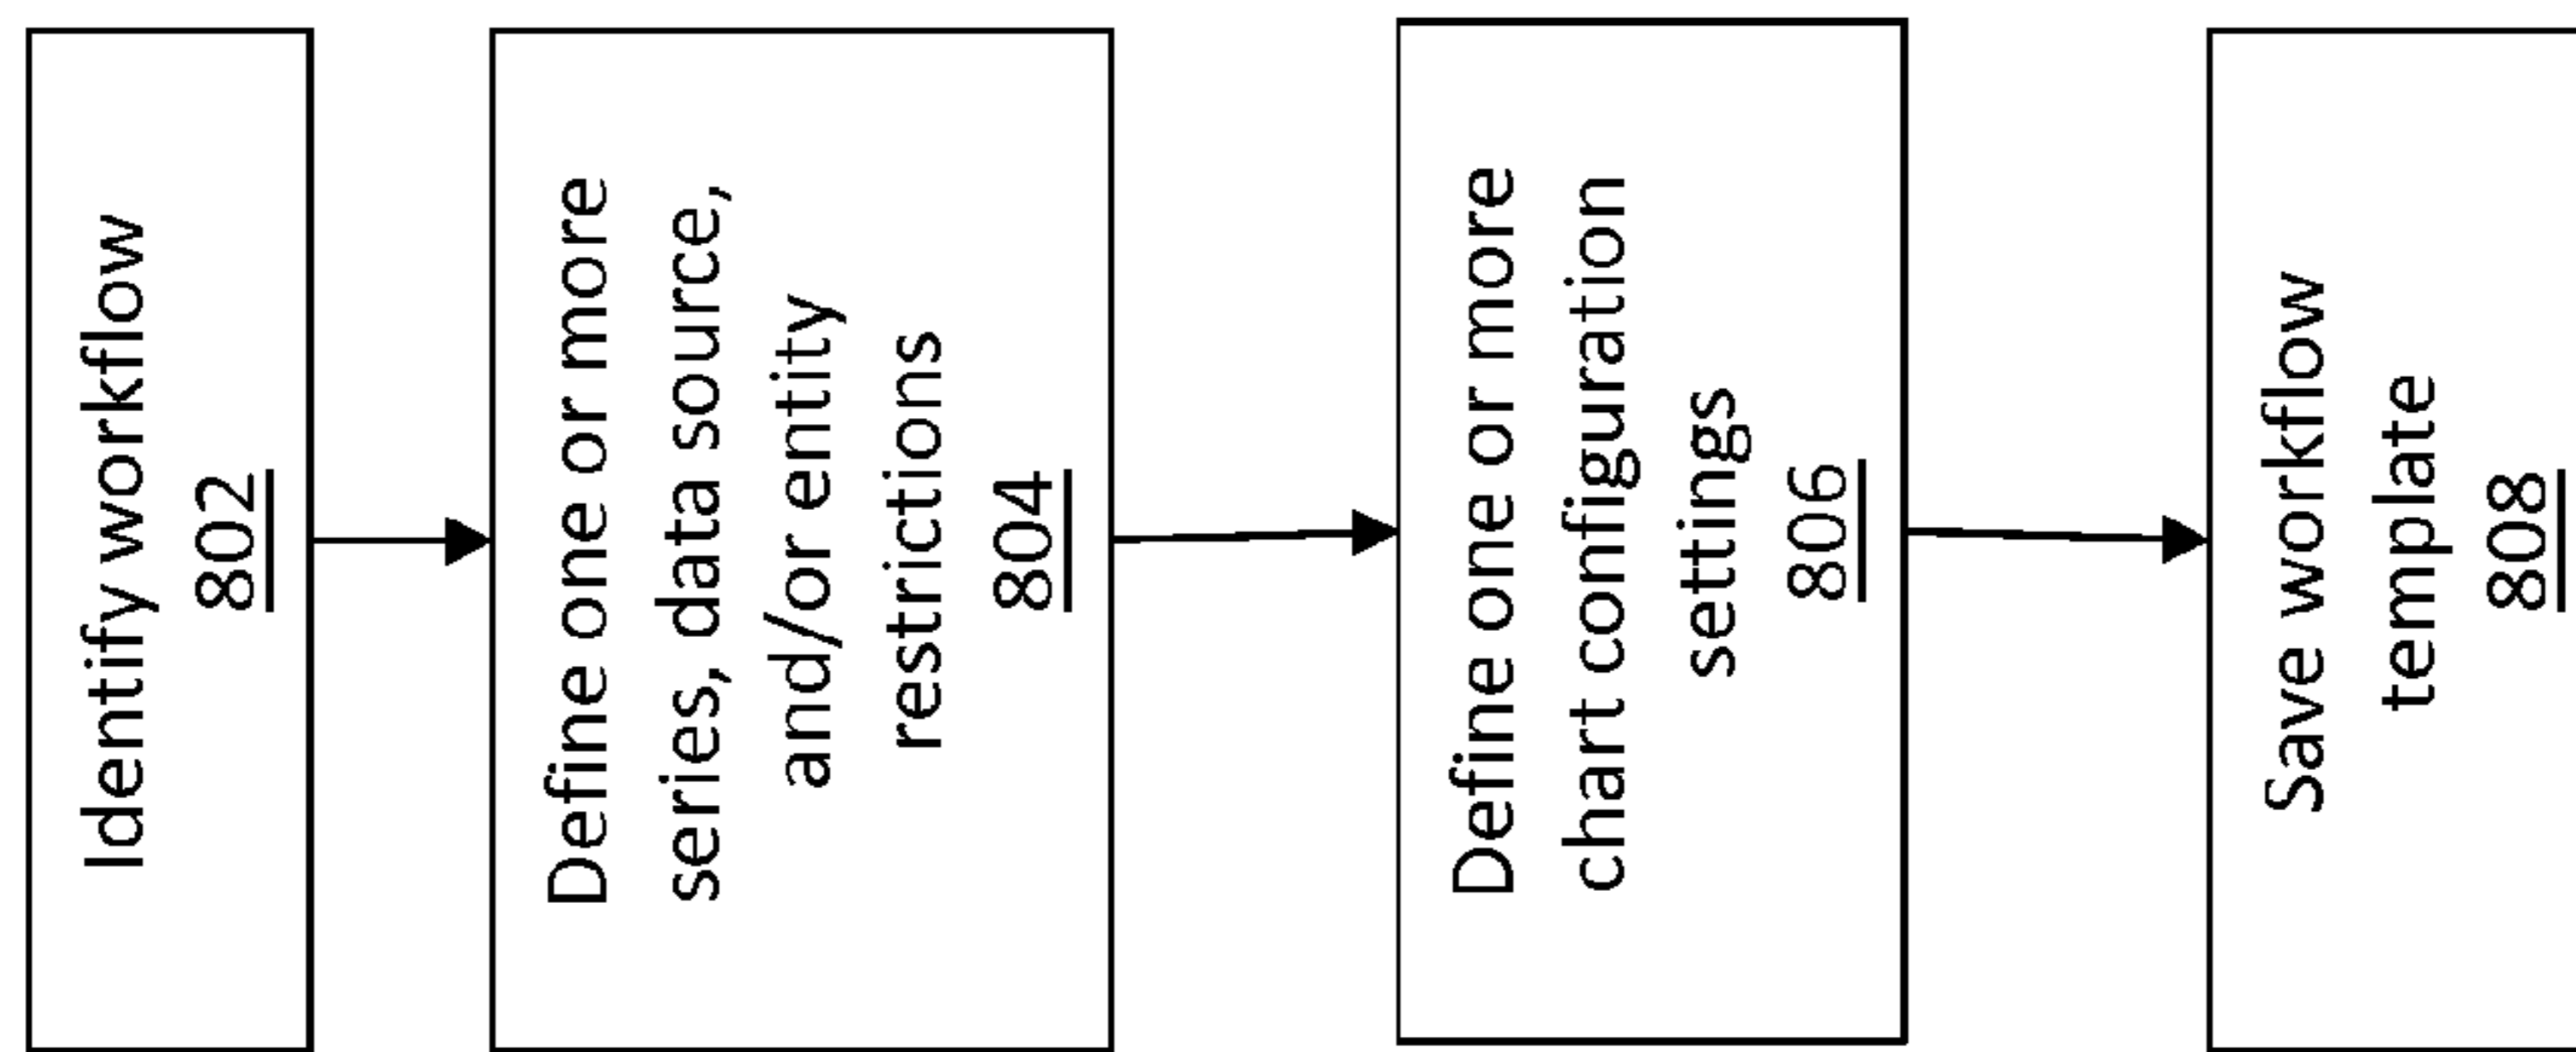 Identify workflow
802
Define one or more
series, data source,
and/or entity
restrictions
804
Define one or more
chart configuration
settings
806
Save workflow
template
808